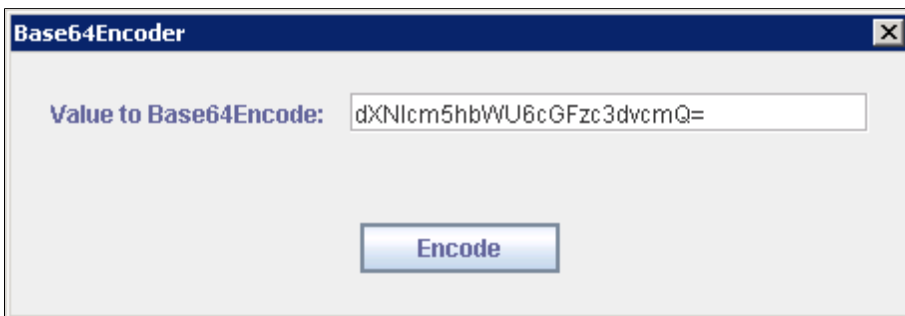 Base64Encoder
Value to Base64Encode:
dXNlcm5hbWU6cGFzc3dvcmQ=
Encode